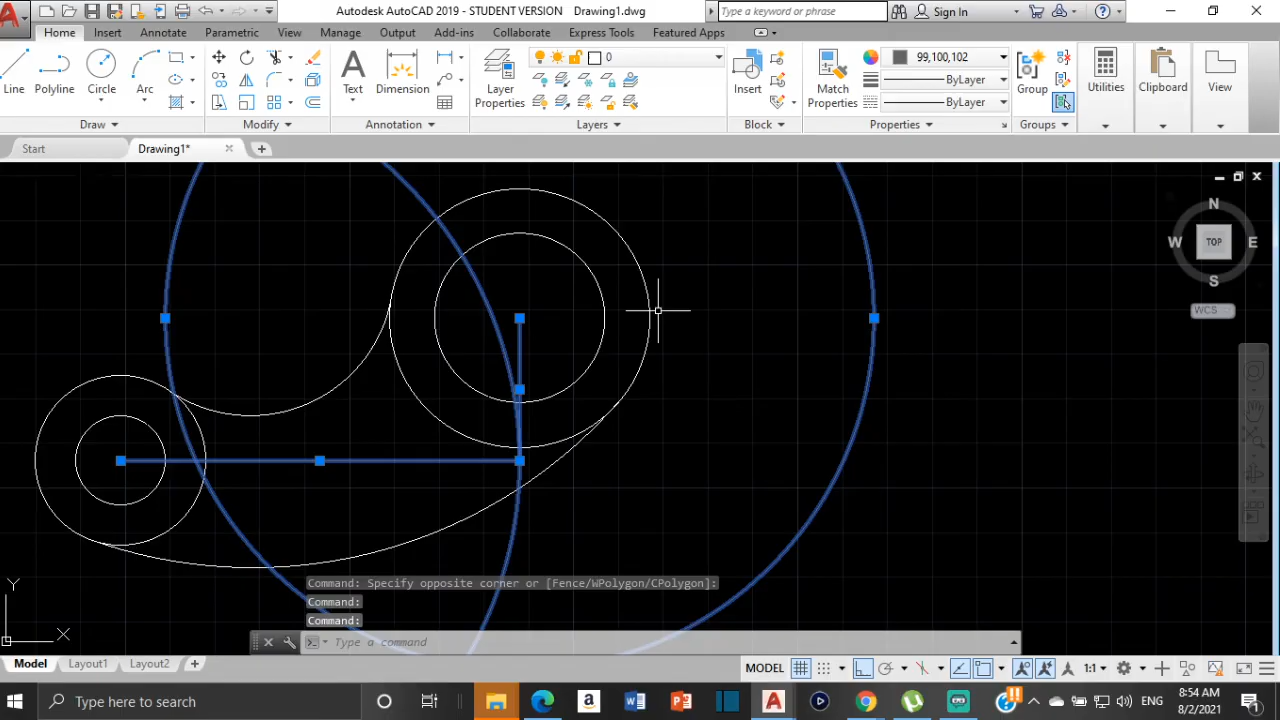 Autodesk AutoCAD 2019 - STUDENT VERSION Drawing1.dwg
Type a keyword or phrase
Sign In
Home Insert Annotate Parametric View Manage Output Add-ins Collaborate Express Tools Featured Apps
Line Polyline Circle Arc
Text Dimension
Layer Properties
0
Insert
Match Properties
99,100,102
ByLayer
ByLayer
Group
Utilities
Clipboard
View
Draw Modify Annotation Layers Block Properties Groups
Start Drawing1*
N
W TOP E
S
WCS
Command: Specify opposite corner or [Fence/WPolygon/CPolygon]:
Command:
Command:
Type a command
Y
X
Model Layout1 Layout2
MODEL 1:1
Type here to search
ENG
8:54 AM
8/2/2021